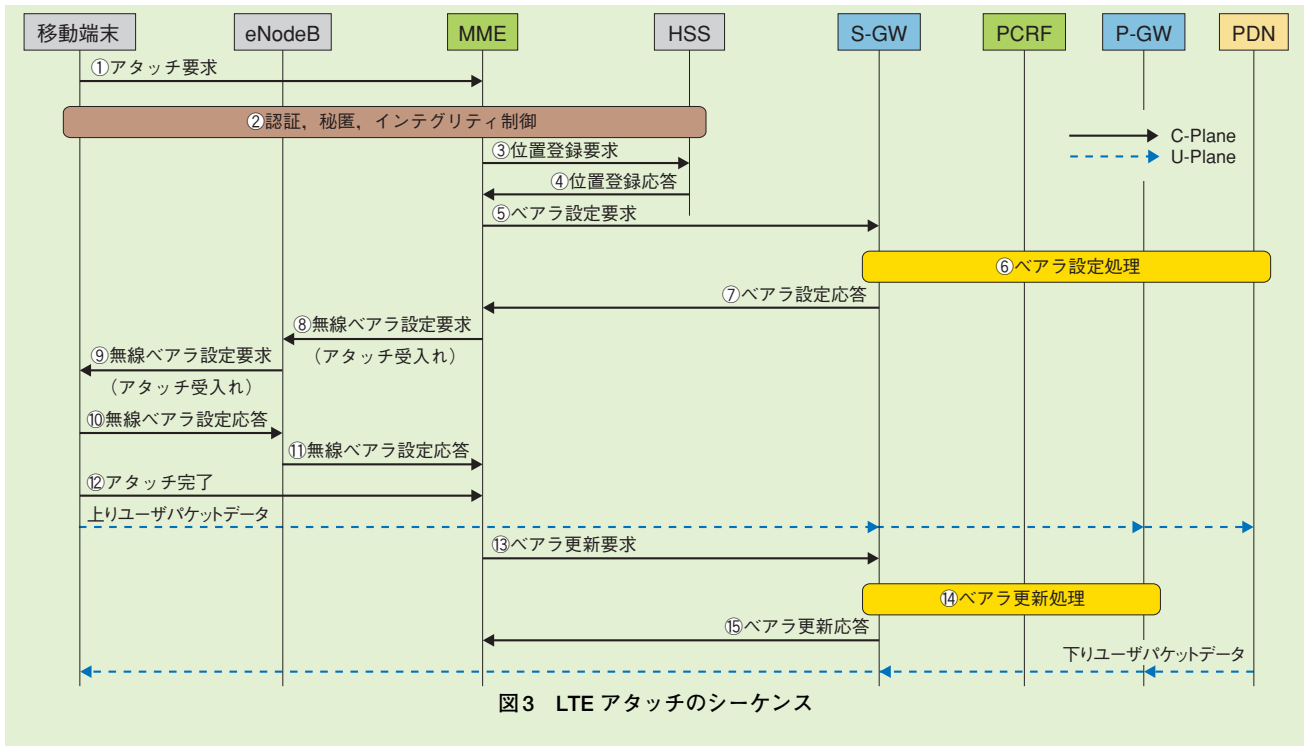 移動端末
eNodeB
MME
HSS
S-GW
PCRF
P-GW
PDN
①アタッチ要求
②認証，秘匿，インテグリティ制御
C-Plane
U-Plane
③位置登録要求
④位置登録応答
⑤ベアラ設定要求
⑥ベアラ設定処理
⑦ベアラ設定応答
⑧無線ベアラ設定要求
（アタッチ受入れ）
⑨無線ベアラ設定要求
（アタッチ受入れ）
⑩無線ベアラ設定応答
⑪無線ベアラ設定応答
⑫アタッチ完了
上りユーザパケットデータ
⑬ベアラ更新要求
⑭ベアラ更新処理
⑮ベアラ更新応答
下りユーザパケットデータ
図3 LTE アタッチのシーケンス